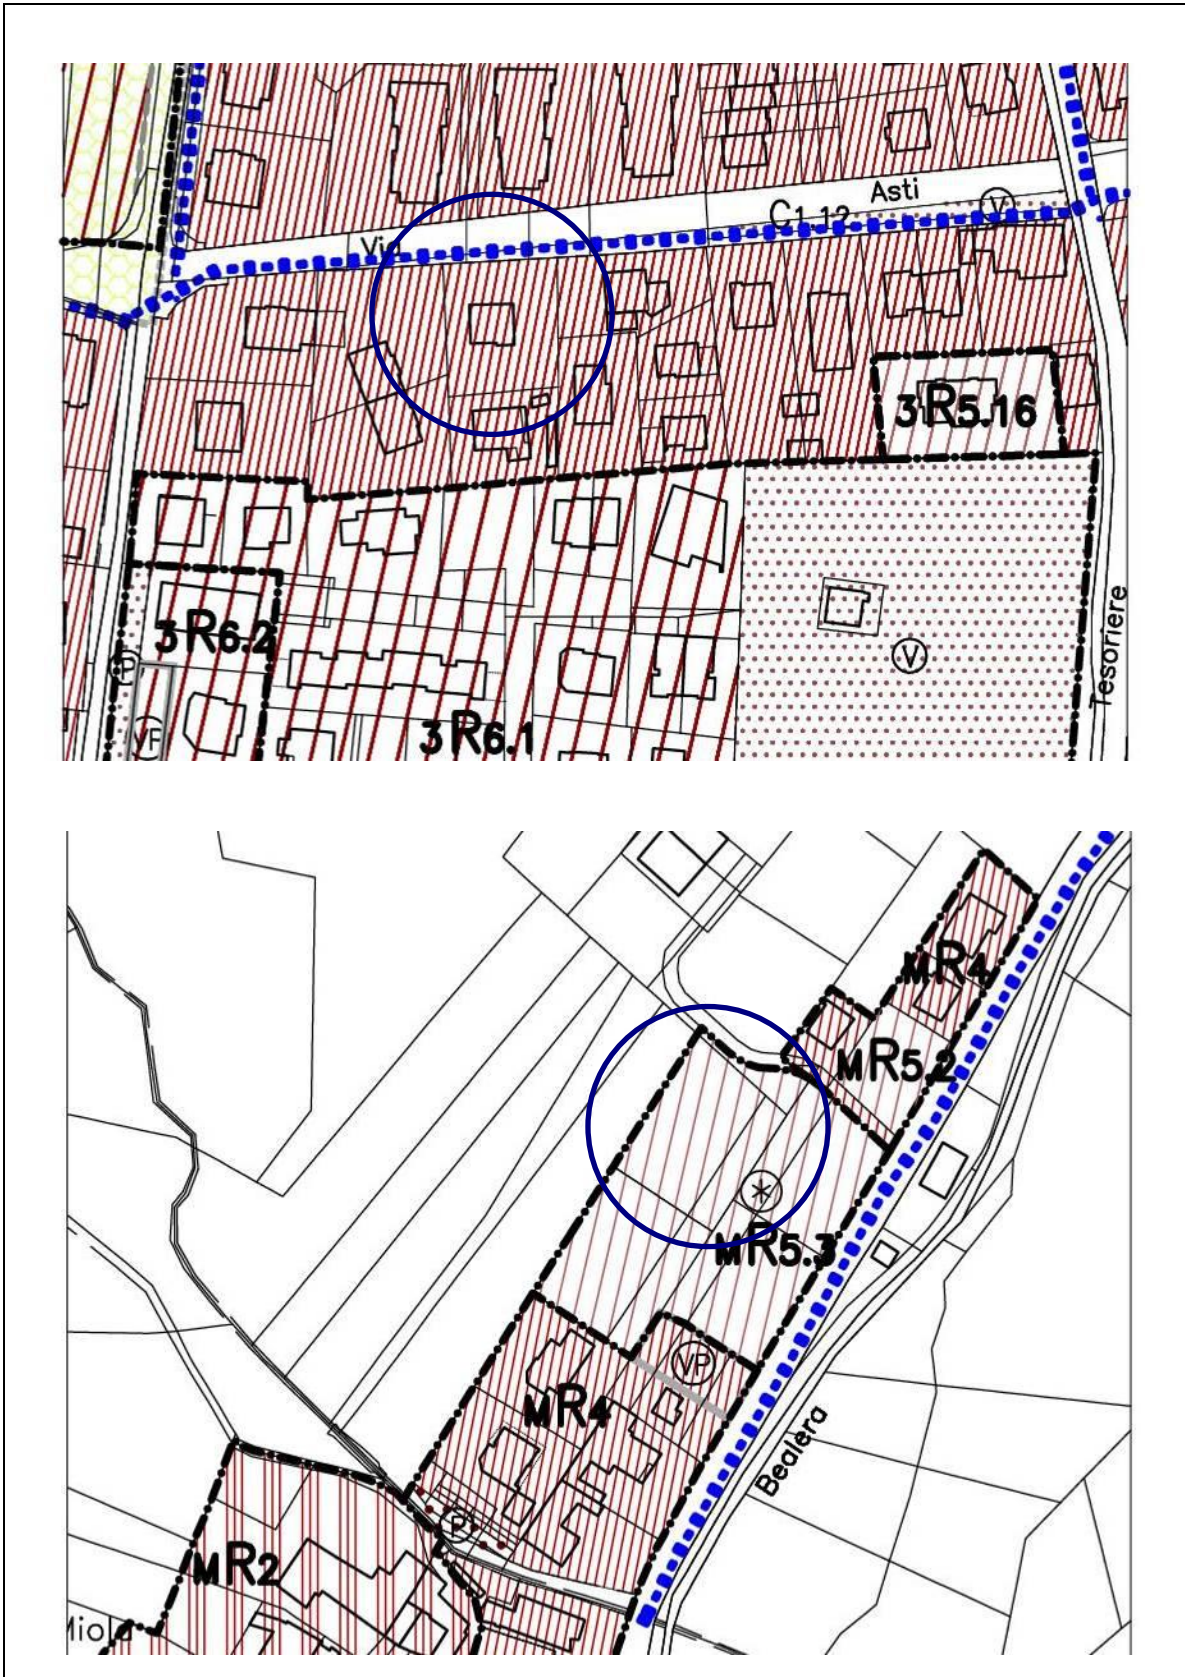 Asti
C1.12
V
Via
3R5.16
3R6.2
P
V
Tesoriere
VP
3R6.1
MR4
MR5.2
*
MR5.3
VP
MR4
Bealera
P
MR2
Miola